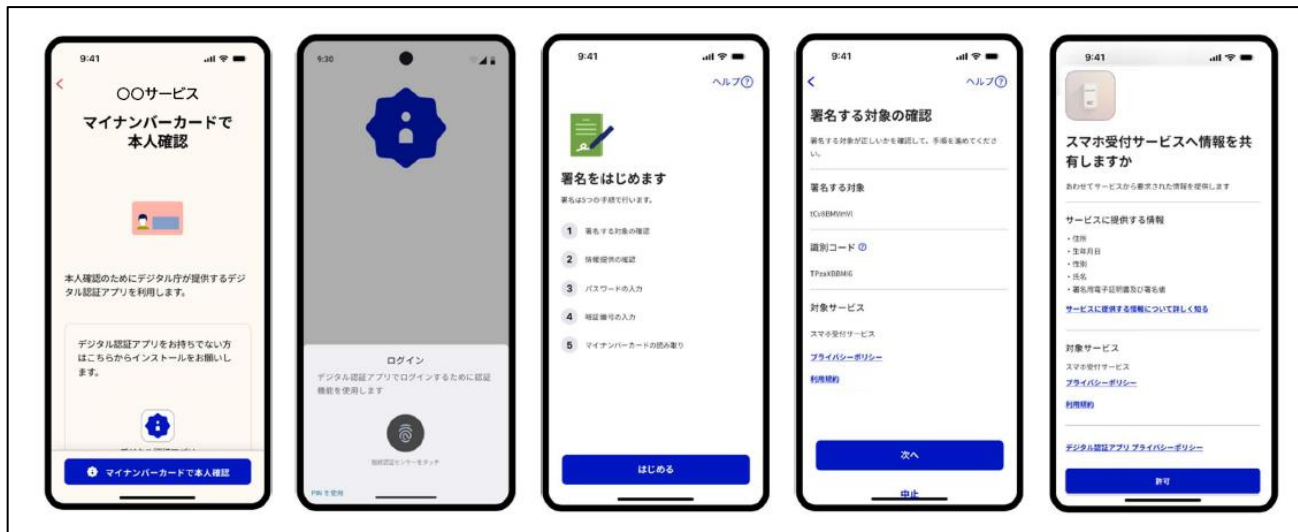 9:41
〇〇サービス
マイナンバーカードで
本人確認
本人確認のためにデジタル庁が提供するデジ
タル認証アプリを利用します。
デジタル認証アプリをお持ちでない方
はこちらからインストールをお願いし
ます。
マイナンバーカードで本人確認
9:30
ログイン
デジタル認証アプリでログインするために認証
機能を使用します
指紋認証センサーをタッチ
PIN を使用
9:41
ヘルプ?
署名をはじめます
署名は5つの手順で行います。
1 署名する対象の確認
2 情報提供の確認
3 パスワードの入力
4 暗証番号の入力
5 マイナンバーカードの読み取り
はじめる
9:41
ヘルプ?
署名する対象の確認
署名する対象が正しいかを確認して、手順を進めてくださ
い。
署名する対象
識別コード ?
対象サービス
スマホ受付サービス
プライバシーポリシー
利用規約
次へ
中止
9:41
スマホ受付サービスへ情報を共
有しますか
あわせてサービスから要求された情報を提供します
サービスに提供する情報
・住所
・生年月日
・性別
・氏名
・署名用電子証明書及び署名値
サービスに提供する情報について詳しく知る
対象サービス
スマホ受付サービス
プライバシーポリシー
利用規約
デジタル認証アプリ プライバシーポリシー
許可